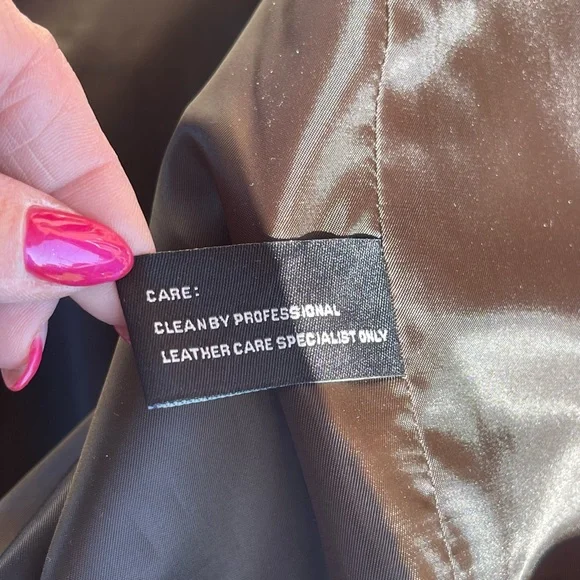 CARE:
CLEAN BY PROFESSIONAL
LEATHER CARE SPECIALIST ONLY